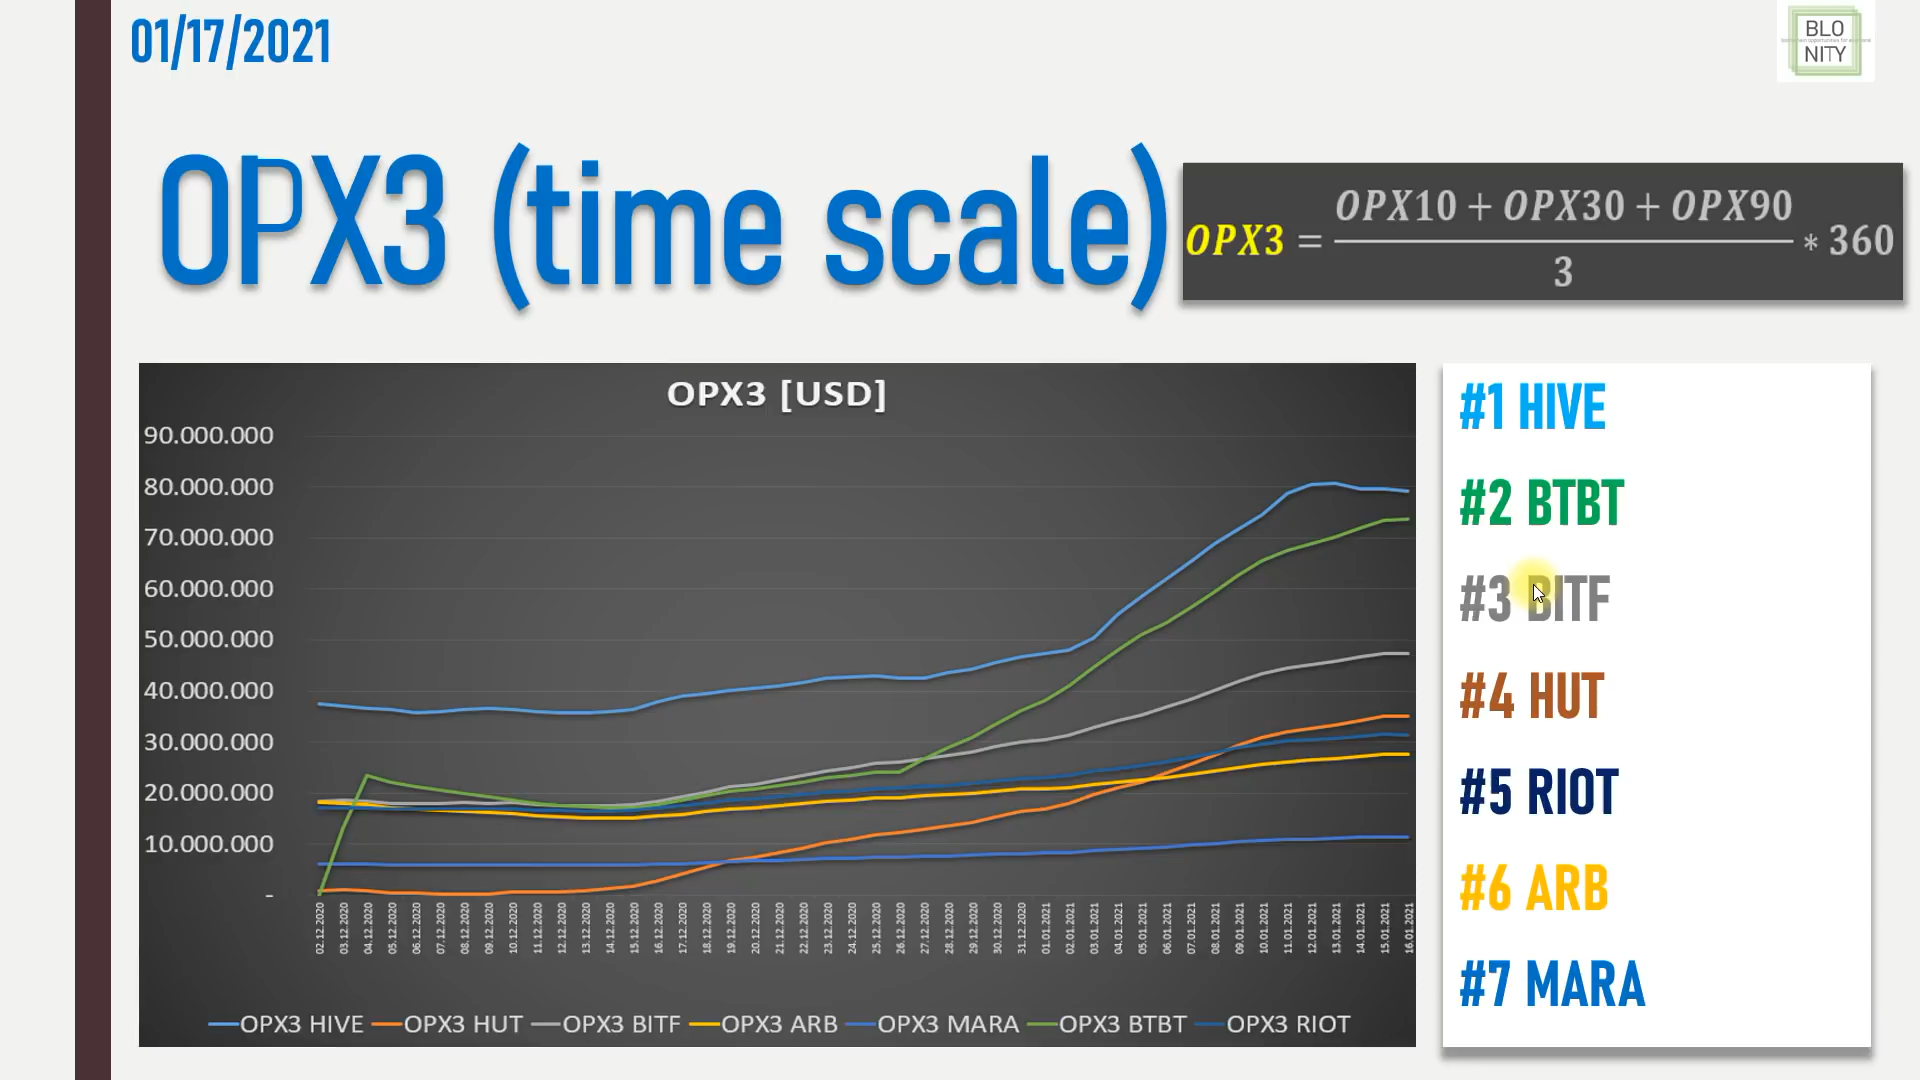 01/17/2021
BLO
NITY
OPX3 (time scale)
OPX3 = (OPX10 + OPX30 + OPX90) / 3 * 360
OPX3 [USD]
90.000.000
80.000.000
70.000.000
60.000.000
50.000.000
40.000.000
30.000.000
20.000.000
10.000.000
-
02.12.2020 03.12.2020 04.12.2020 05.12.2020 06.12.2020 07.12.2020 08.12.2020 09.12.2020 10.12.2020 11.12.2020 12.12.2020 13.12.2020 14.12.2020 15.12.2020 16.12.2020 17.12.2020 18.12.2020 19.12.2020 20.12.2020 21.12.2020 22.12.2020 23.12.2020 24.12.2020 25.12.2020 26.12.2020 27.12.2020 28.12.2020 29.12.2020 30.12.2020 31.12.2020 01.01.2021 02.01.2021 03.01.2021 04.01.2021 05.01.2021 06.01.2021 07.01.2021 08.01.2021 09.01.2021 10.01.2021 11.01.2021 12.01.2021 13.01.2021 14.01.2021 15.01.2021 16.01.2021
OPX3 HIVE OPX3 HUT OPX3 BITF OPX3 ARB OPX3 MARA OPX3 BTBT OPX3 RIOT
#1 HIVE
#2 BTBT
#3 BITF
#4 HUT
#5 RIOT
#6 ARB
#7 MARA